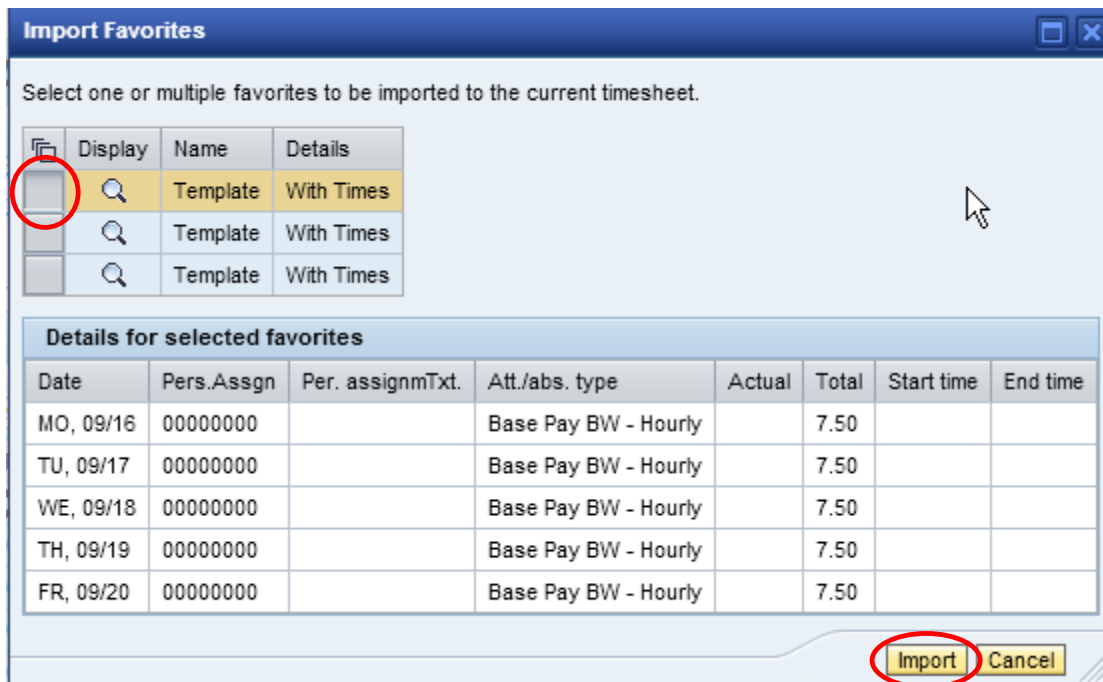 Import Favorites
Select one or multiple favorites to be imported to the current timesheet.
Display Name Details
Template With Times
Template With Times
Template With Times
Details for selected favorites
Date Pers.Assgn Per. assignmTxt. Att./abs. type Actual Total Start time End time
MO, 09/16 00000000 Base Pay BW - Hourly 7.50
TU, 09/17 00000000 Base Pay BW - Hourly 7.50
WE, 09/18 00000000 Base Pay BW - Hourly 7.50
TH, 09/19 00000000 Base Pay BW - Hourly 7.50
FR, 09/20 00000000 Base Pay BW - Hourly 7.50
Import Cancel